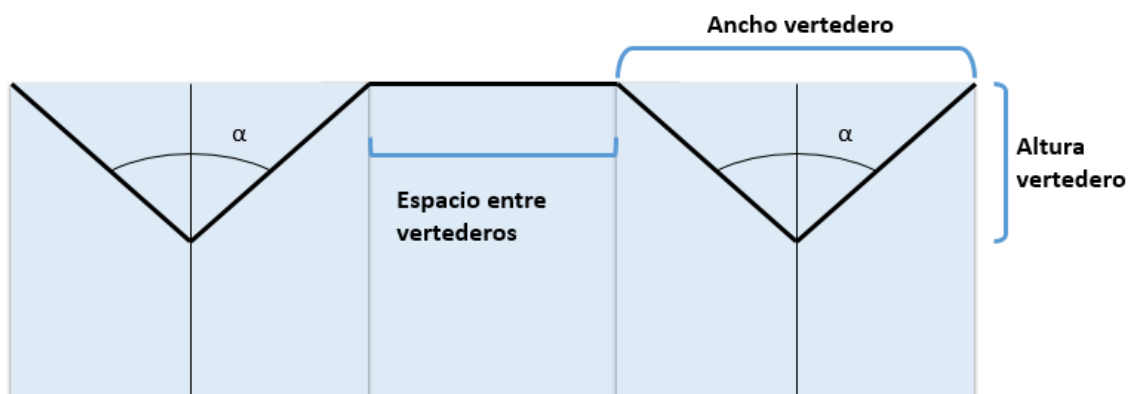 Ancho vertedero
α
α
Altura
vertedero
Espacio entre
vertederos